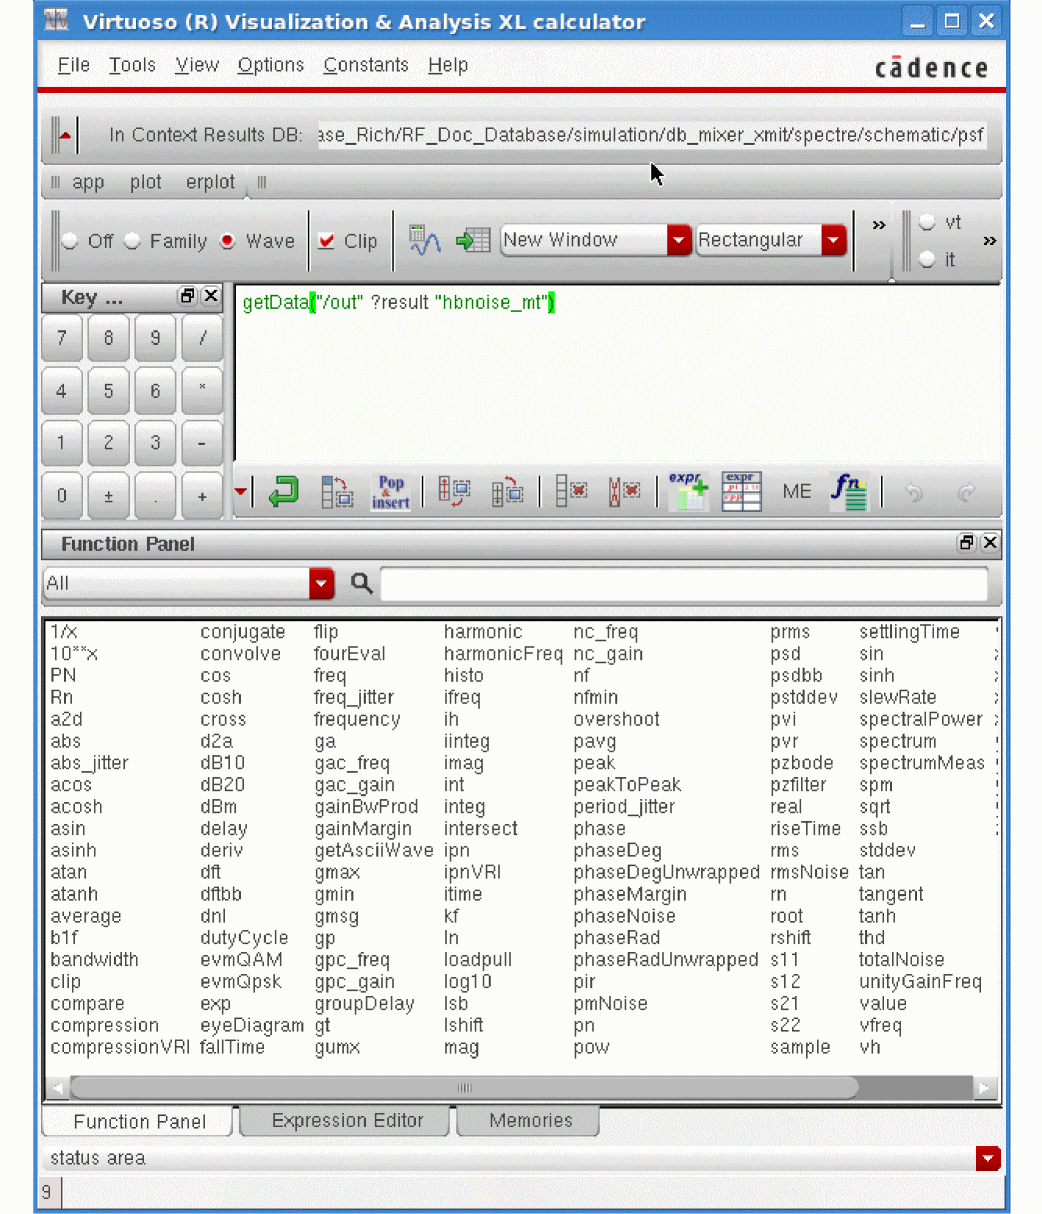 Virtuoso (R) Visualization & Analysis XL calculator
File Tools View Options Constants Help
cādence
In Context Results DB: ase_Rich/RF_Doc_Database/simulation/db_mixer_xmit/spectre/schematic/psf
app plot erplot
Off Family Wave Clip New Window Rectangular » vt »
it
Key ...
getData("/out" ?result "hbnoise_mt")
7 8 9 /
4 5 6 *
1 2 3 -
0 ± . +
Pop & insert expr expr ME fn
Function Panel
All
1/x conjugate flip harmonic nc_freq prms settlingTime
10**x convolve fourEval harmonicFreq nc_gain psd sin
PN cos freq histo nf psdbb sinh
Rn cosh freq_jitter ifreq nfmin pstddev slewRate
a2d cross frequency ih overshoot pvi spectralPower
abs d2a ga iinteg pavg pvr spectrum
abs_jitter dB10 gac_freq imag peak pzbode spectrumMeas
acos dB20 gac_gain int peakToPeak pzfilter spm
acosh dBm gainBwProd integ period_jitter real sqrt
asin delay gainMargin intersect phase riseTime ssb
asinh deriv getAsciiWave ipn phaseDeg rms stddev
atan dft gmax ipnVRI phaseDegUnwrapped rmsNoise tan
atanh dftbb gmin itime phaseMargin rn tangent
average dnl gmsg kf phaseNoise root tanh
b1f dutyCycle gp ln phaseRad rshift thd
bandwidth evmQAM gpc_freq loadpull phaseRadUnwrapped s11 totalNoise
clip evmQpsk gpc_gain log10 pir s12 unityGainFreq
compare exp groupDelay lsb pmNoise s21 value
compression eyeDiagram gt lshift pn s22 vfreq
compressionVRI fallTime gumx mag pow sample vh
Function Panel Expression Editor Memories
status area
9